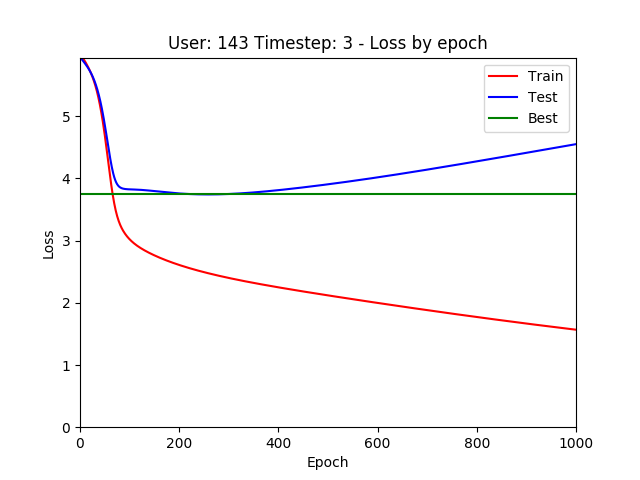 User: 143 Timestep: 3 - Loss by epoch
Train
Test
Best
Loss
5
4
3
2
1
0
0 200 400 600 800 1000
Epoch